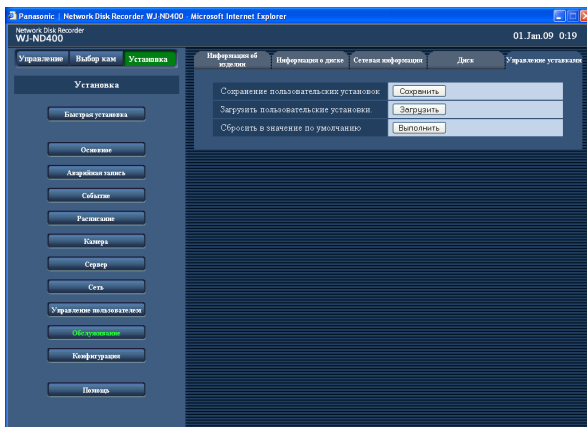 Panasonic | Network Disk Recorder WJ-ND400 - Microsoft Internet Explorer
Network Disk Recorder
WJ-ND400
01.Jan.09 0:19
Управление Выбор кам Установка
Информация об изделии
Информация о диске
Сетевая информация
Диск
Управление уставками
Установка
Быстрая установка
Основное
Аварийная запись
Событие
Расписание
Камера
Сервер
Сеть
Управление пользователем
Обслуживание
Конфигурация
Помощь
Сохранение пользовательских установок Сохранить
Загрузить пользовательские установки. Загрузить
Сбросить в значение по умолчанию Выполнить